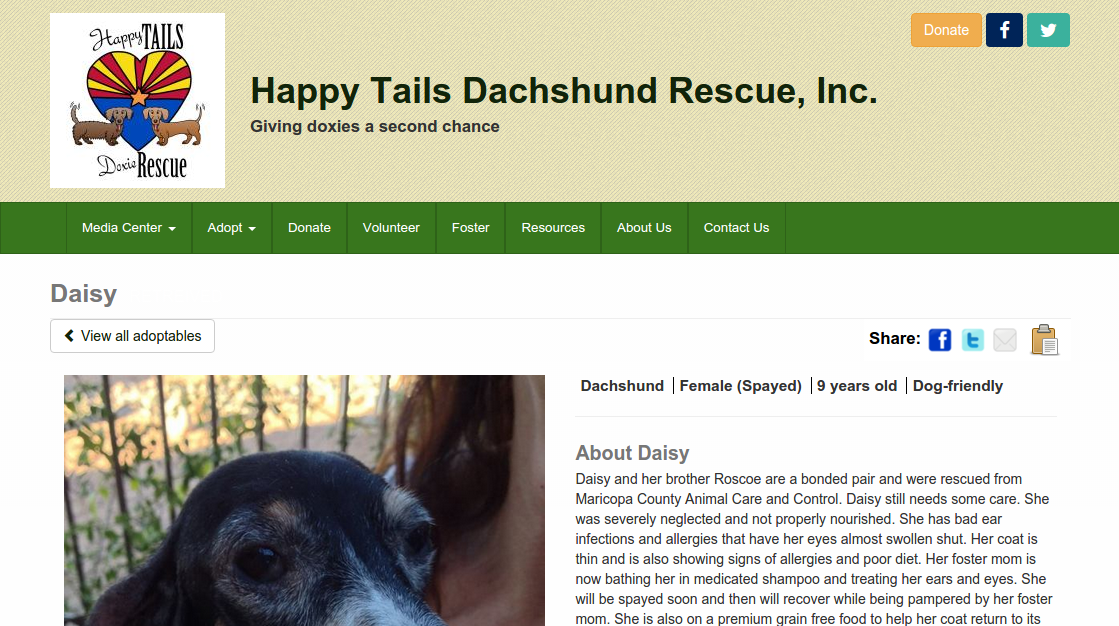 Happy TAILS
Doxie Rescue
Donate
Happy Tails Dachshund Rescue, Inc.
Giving doxies a second chance
Media Center
Adopt
Donate
Volunteer
Foster
Resources
About Us
Contact Us
Daisy
View all adoptables
Share:
Dachshund
Female (Spayed)
9 years old
Dog-friendly
About Daisy
Daisy and her brother Roscoe are a bonded pair and were rescued from
Maricopa County Animal Care and Control. Daisy still needs some care. She
was severely neglected and not properly nourished. She has bad ear
infections and allergies that have her eyes almost swollen shut. Her coat is
thin and is also showing signs of allergies and poor diet. Her foster mom is
now bathing her in medicated shampoo and treating her ears and eyes. She
will be spayed soon and then will recover while being pampered by her foster
mom. She is also on a premium grain free food to help her coat return to its